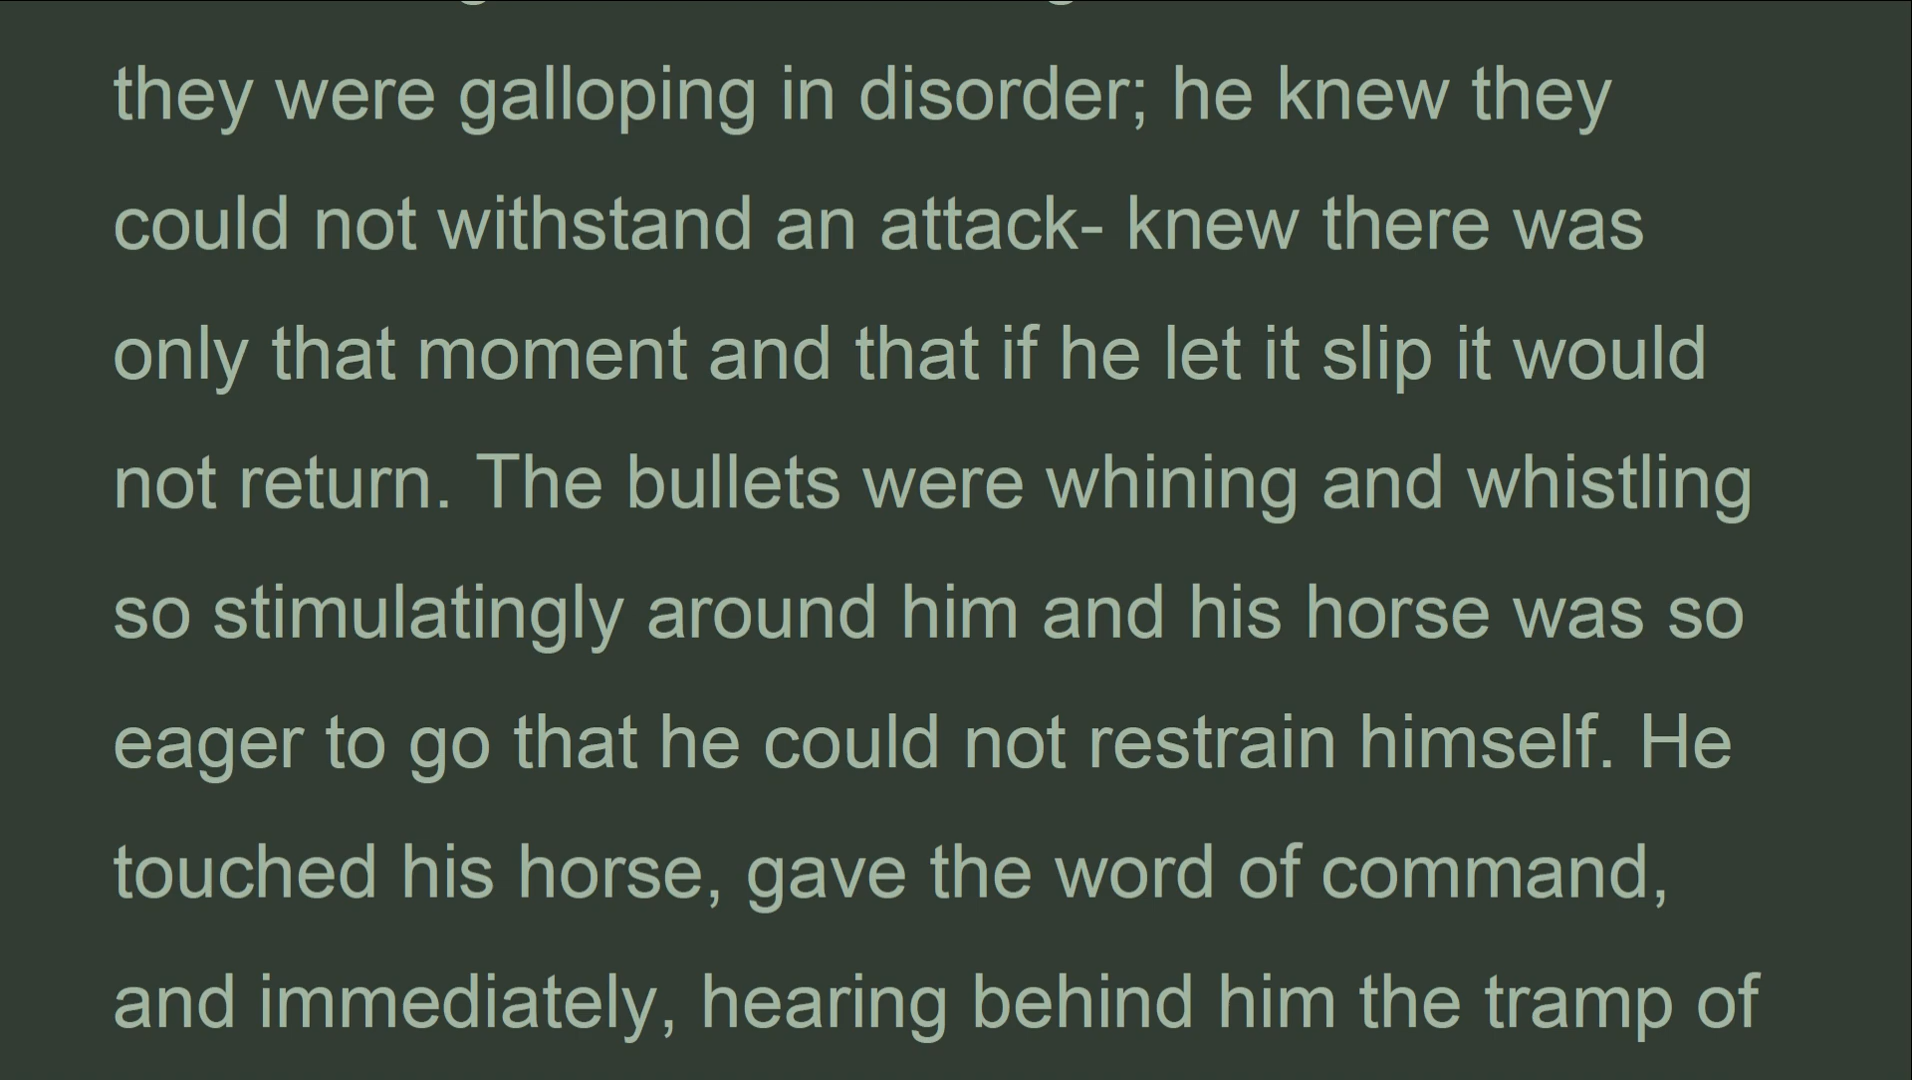 they were galloping in disorder; he knew they
could not withstand an attack- knew there was
only that moment and that if he let it slip it would
not return. The bullets were whining and whistling
so stimulatingly around him and his horse was so
eager to go that he could not restrain himself. He
touched his horse, gave the word of command,
and immediately, hearing behind him the tramp of